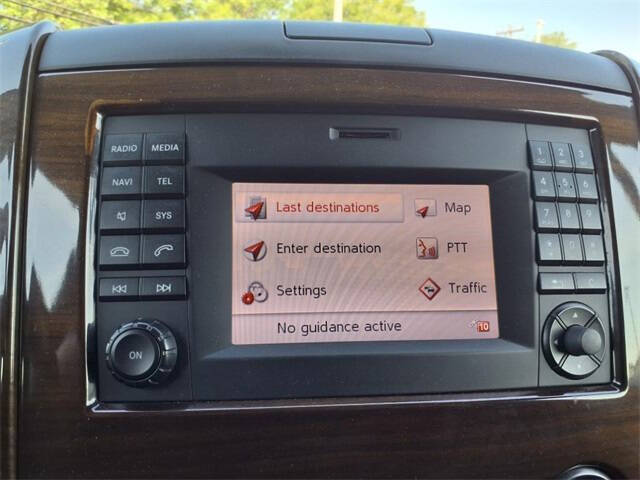 RADIO MEDIA
NAVI TEL
SYS
ON
Last destinations Map
Enter destination PTT
Settings Traffic
No guidance active 10
1 2 3
4 5 6
7 8 9
0 #
C